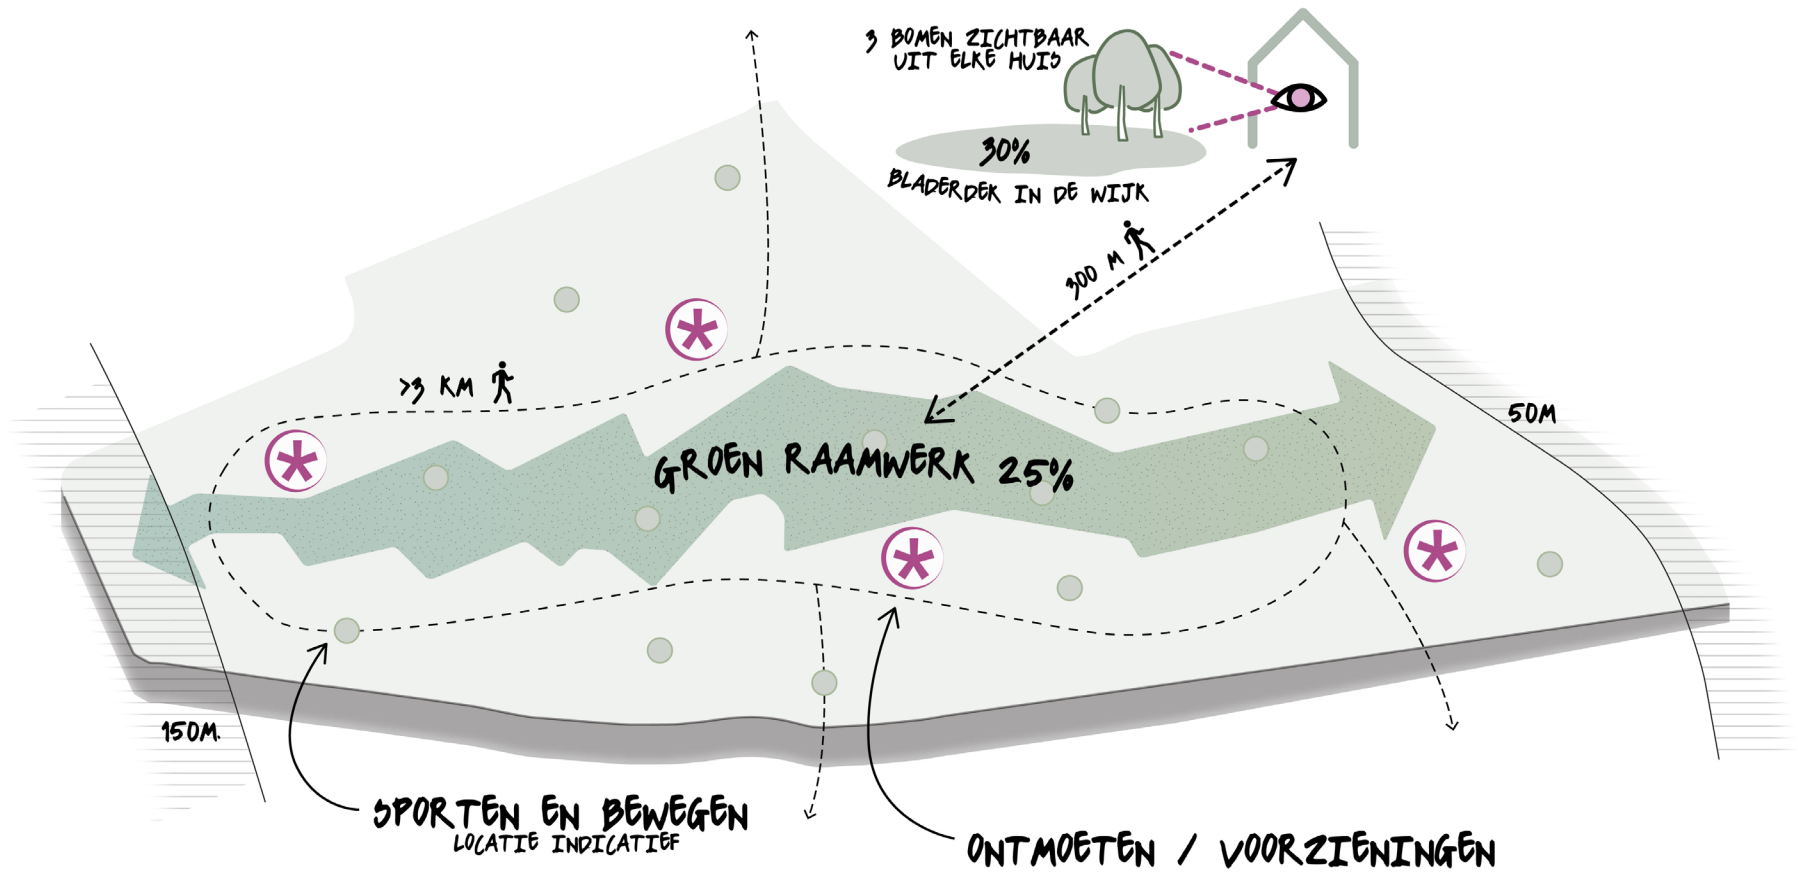 3 BOMEN ZICHTBAAR
UIT ELKE HUIS
30%
BLADERDEK IN DE WIJK
300 M
>3 KM
50M
GROEN RAAMWERK 25%
150M.
SPORTEN EN BEWEGEN
LOCATIE INDICATIEF
ONTMOETEN / VOORZIENINGEN